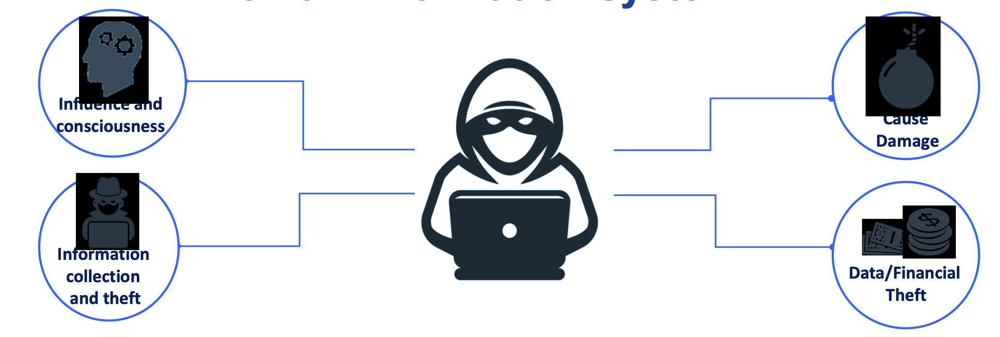 Influence and
consciousness
Cause
Damage
Information
collection
and theft
Data/Financial
Theft